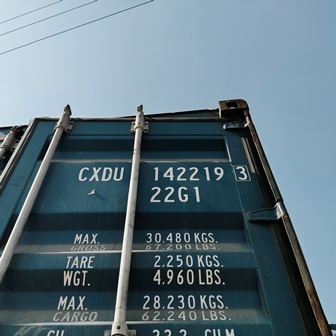 CXDU 142219 3
22G1
MAX. 30.480 KGS.
GROSS 67.200 LBS.
TARE 2.250 KGS.
WGT. 4.960 LBS.
MAX. 28.230 KGS.
CARGO 62.240 LBS.
CU.M.